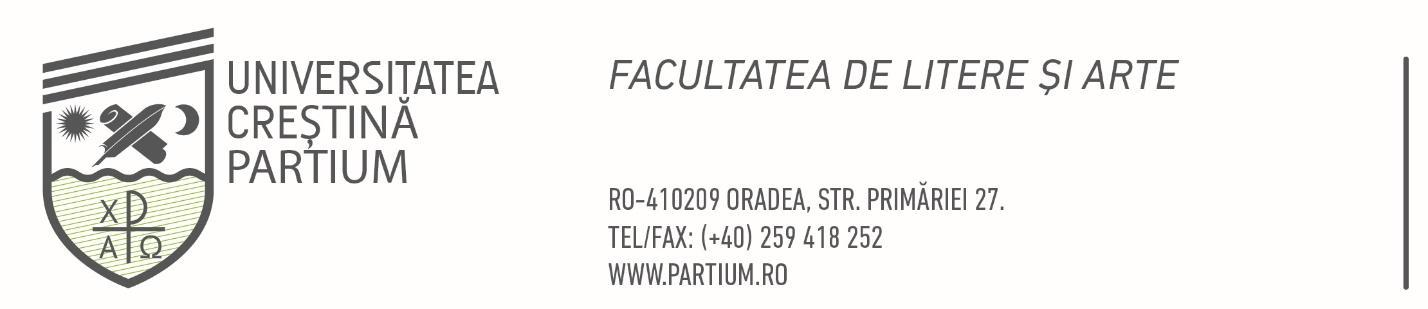 UNIVERSITATEA
CREȘTINĂ
PARTIUM
X P
A Ω
FACULTATEA DE LITERE ȘI ARTE
RO-410209 ORADEA, STR. PRIMĂRIEI 27.
TEL/FAX: (+40) 259 418 252
WWW.PARTIUM.RO